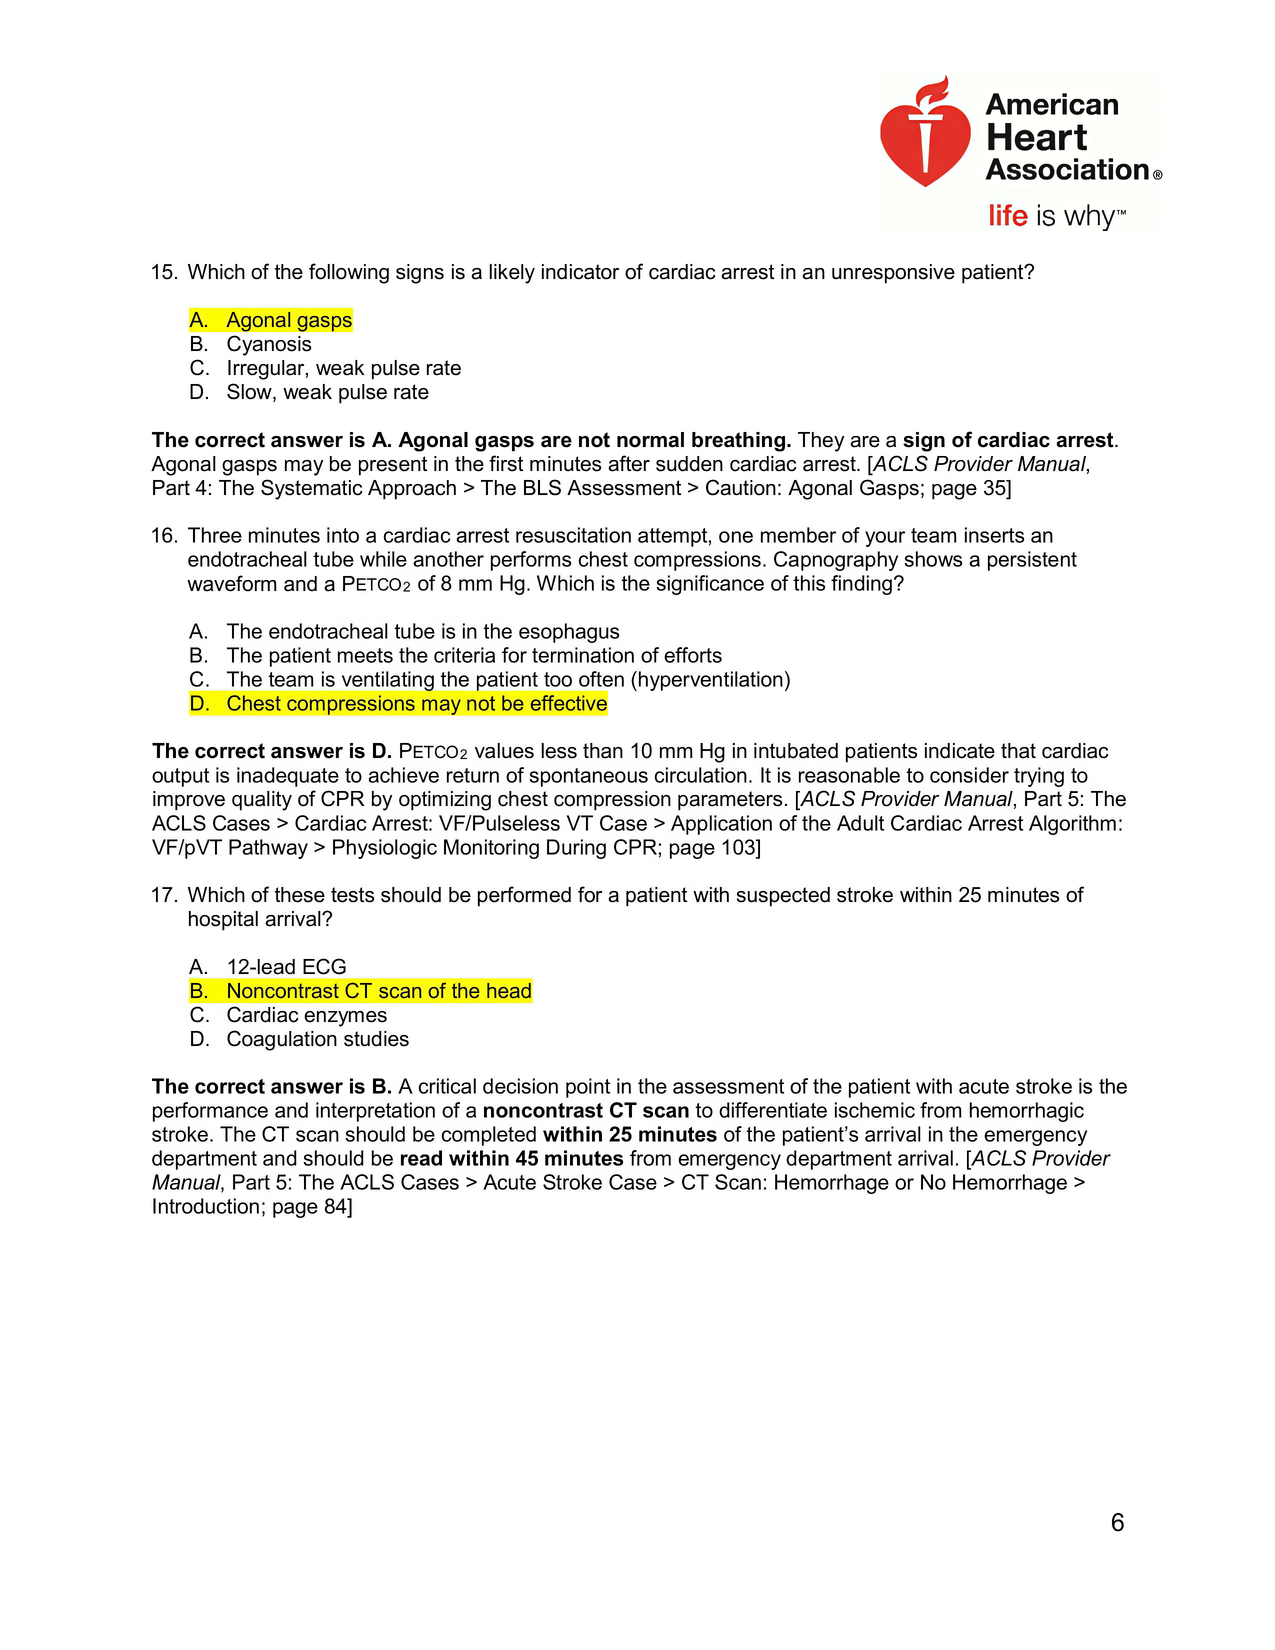 American
Heart
Association®
life is why™
15. Which of the following signs is a likely indicator of cardiac arrest in an unresponsive patient?
A. Agonal gasps
B. Cyanosis
C. Irregular, weak pulse rate
D. Slow, weak pulse rate
The correct answer is A. Agonal gasps are not normal breathing. They are a sign of cardiac arrest.
Agonal gasps may be present in the first minutes after sudden cardiac arrest. [ACLS Provider Manual,
Part 4: The Systematic Approach > The BLS Assessment > Caution: Agonal Gasps; page 35]
16. Three minutes into a cardiac arrest resuscitation attempt, one member of your team inserts an
endotracheal tube while another performs chest compressions. Capnography shows a persistent
waveform and a PETCO2 of 8 mm Hg. Which is the significance of this finding?
A. The endotracheal tube is in the esophagus
B. The patient meets the criteria for termination of efforts
C. The team is ventilating the patient too often (hyperventilation)
D. Chest compressions may not be effective
The correct answer is D. PETCO2 values less than 10 mm Hg in intubated patients indicate that cardiac
output is inadequate to achieve return of spontaneous circulation. It is reasonable to consider trying to
improve quality of CPR by optimizing chest compression parameters. [ACLS Provider Manual, Part 5: The
ACLS Cases > Cardiac Arrest: VF/Pulseless VT Case > Application of the Adult Cardiac Arrest Algorithm:
VF/pVT Pathway > Physiologic Monitoring During CPR; page 103]
17. Which of these tests should be performed for a patient with suspected stroke within 25 minutes of
hospital arrival?
A. 12-lead ECG
B. Noncontrast CT scan of the head
C. Cardiac enzymes
D. Coagulation studies
The correct answer is B. A critical decision point in the assessment of the patient with acute stroke is the
performance and interpretation of a noncontrast CT scan to differentiate ischemic from hemorrhagic
stroke. The CT scan should be completed within 25 minutes of the patient’s arrival in the emergency
department and should be read within 45 minutes from emergency department arrival. [ACLS Provider
Manual, Part 5: The ACLS Cases > Acute Stroke Case > CT Scan: Hemorrhage or No Hemorrhage >
Introduction; page 84]
6